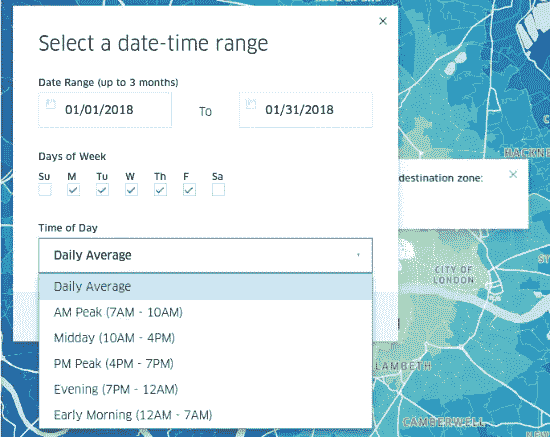 Select a date-time range
Date Range (up to 3 months)
01/01/2018 To 01/31/2018
Days of Week
Su M Tu W Th F Sa
destination zone:
Time of Day
Daily Average
Daily Average
AM Peak (7AM - 10AM)
Midday (10AM - 4PM)
PM Peak (4PM - 7PM)
Evening (7PM - 12AM)
Early Morning (12AM - 7AM)
HACKNEY
CITY OF
LONDON
LAMBETH
CAMBERWELL